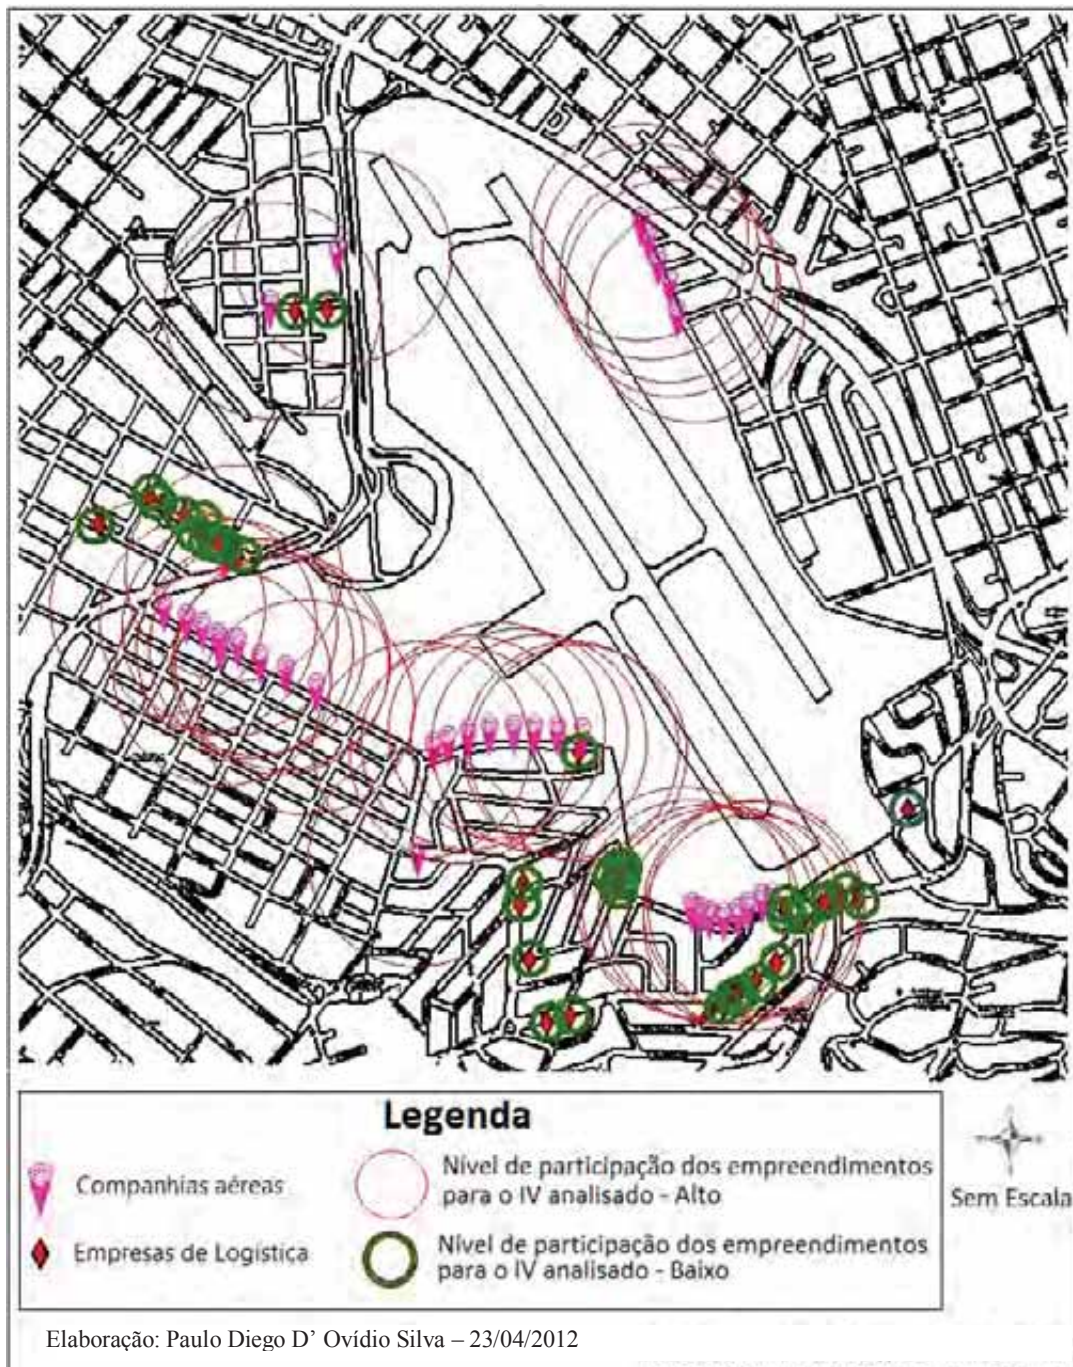 Legenda
Companhias aéreas
Empresas de Logística
Nível de participação dos empreendimentos
para o IV analisado - Alto
Nível de participação dos empreendimentos
para o IV analisado - Baixo
Sem Escala
Elaboração: Paulo Diego D’ Ovídio Silva – 23/04/2012